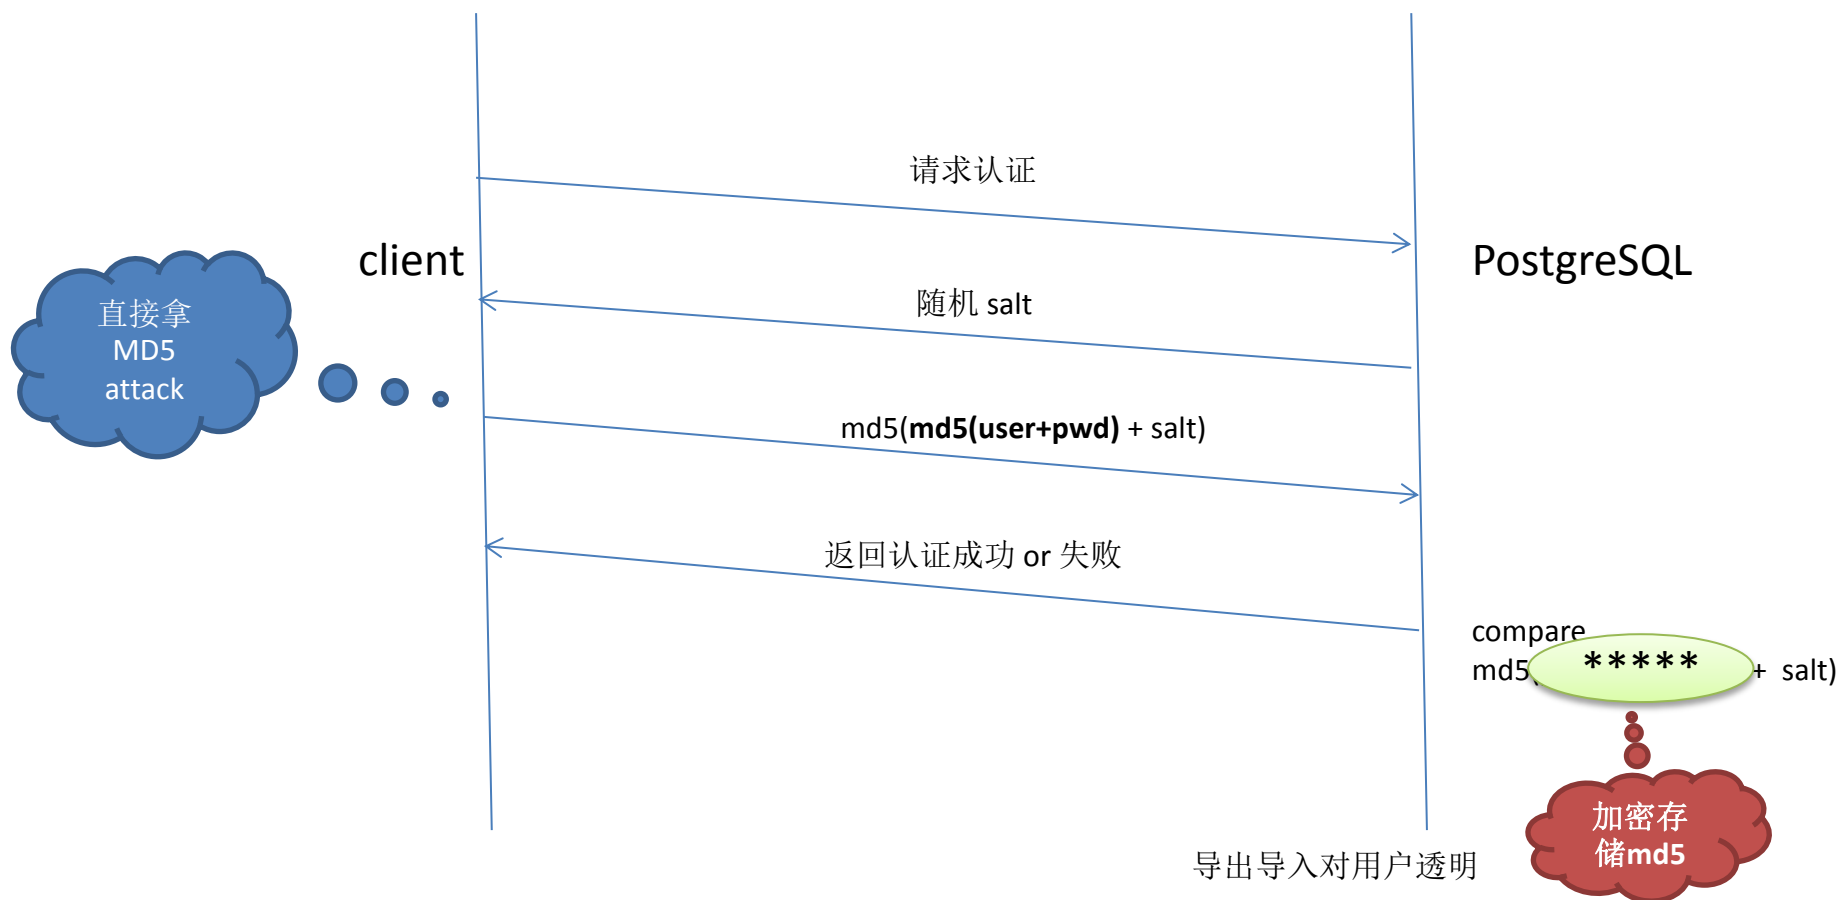 请求认证
client
PostgreSQL
随机 salt
直接拿
MD5
attack
md5(md5(user+pwd) + salt)
返回认证成功 or 失败
compare
md5( ***** + salt)
加密存
储md5
导出导入对用户透明